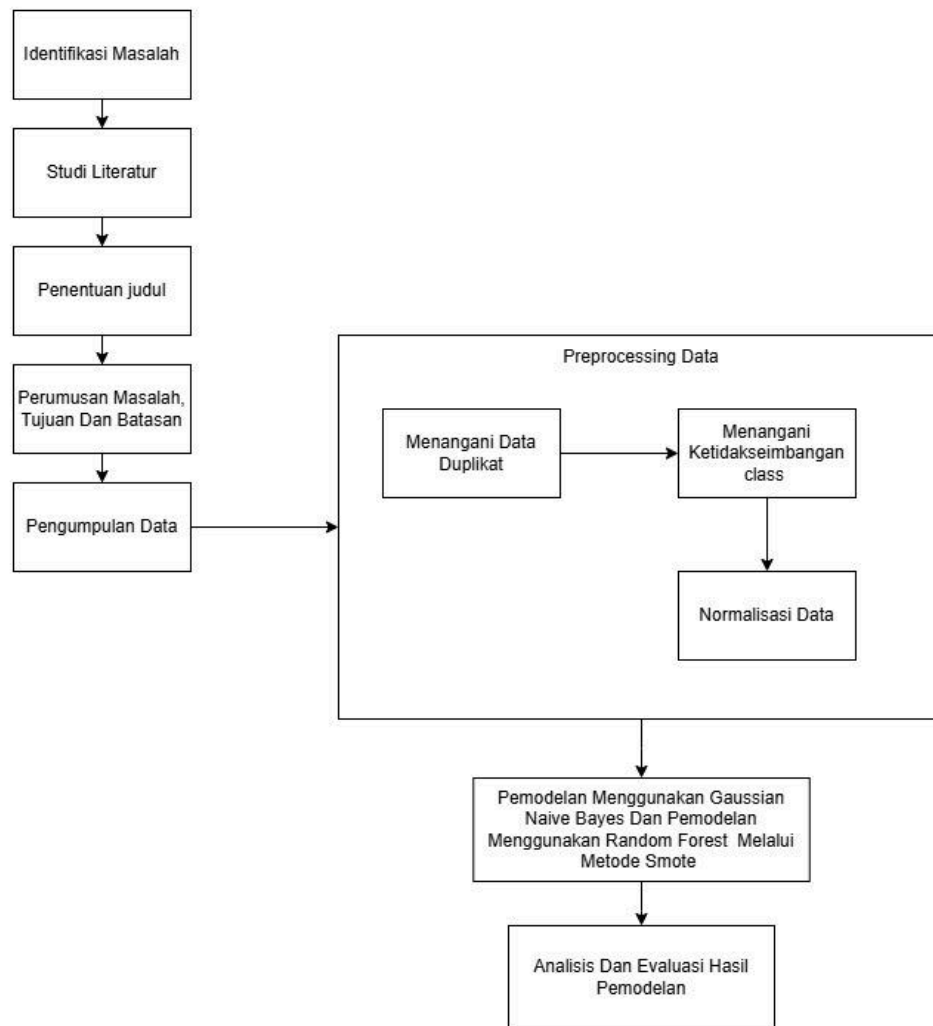 Identifikasi Masalah
Studi Literatur
Penentuan judul
Perumusan Masalah,
Tujuan Dan Batasan
Pengumpulan Data
Preprocessing Data
Menangani Data
Duplikat
Menangani
Ketidakseimbangan
class
Normalisasi Data
Pemodelan Menggunakan Gaussian
Naive Bayes Dan Pemodelan
Menggunakan Random Forest  Melalui
Metode Smote
Analisis Dan Evaluasi Hasil
Pemodelan